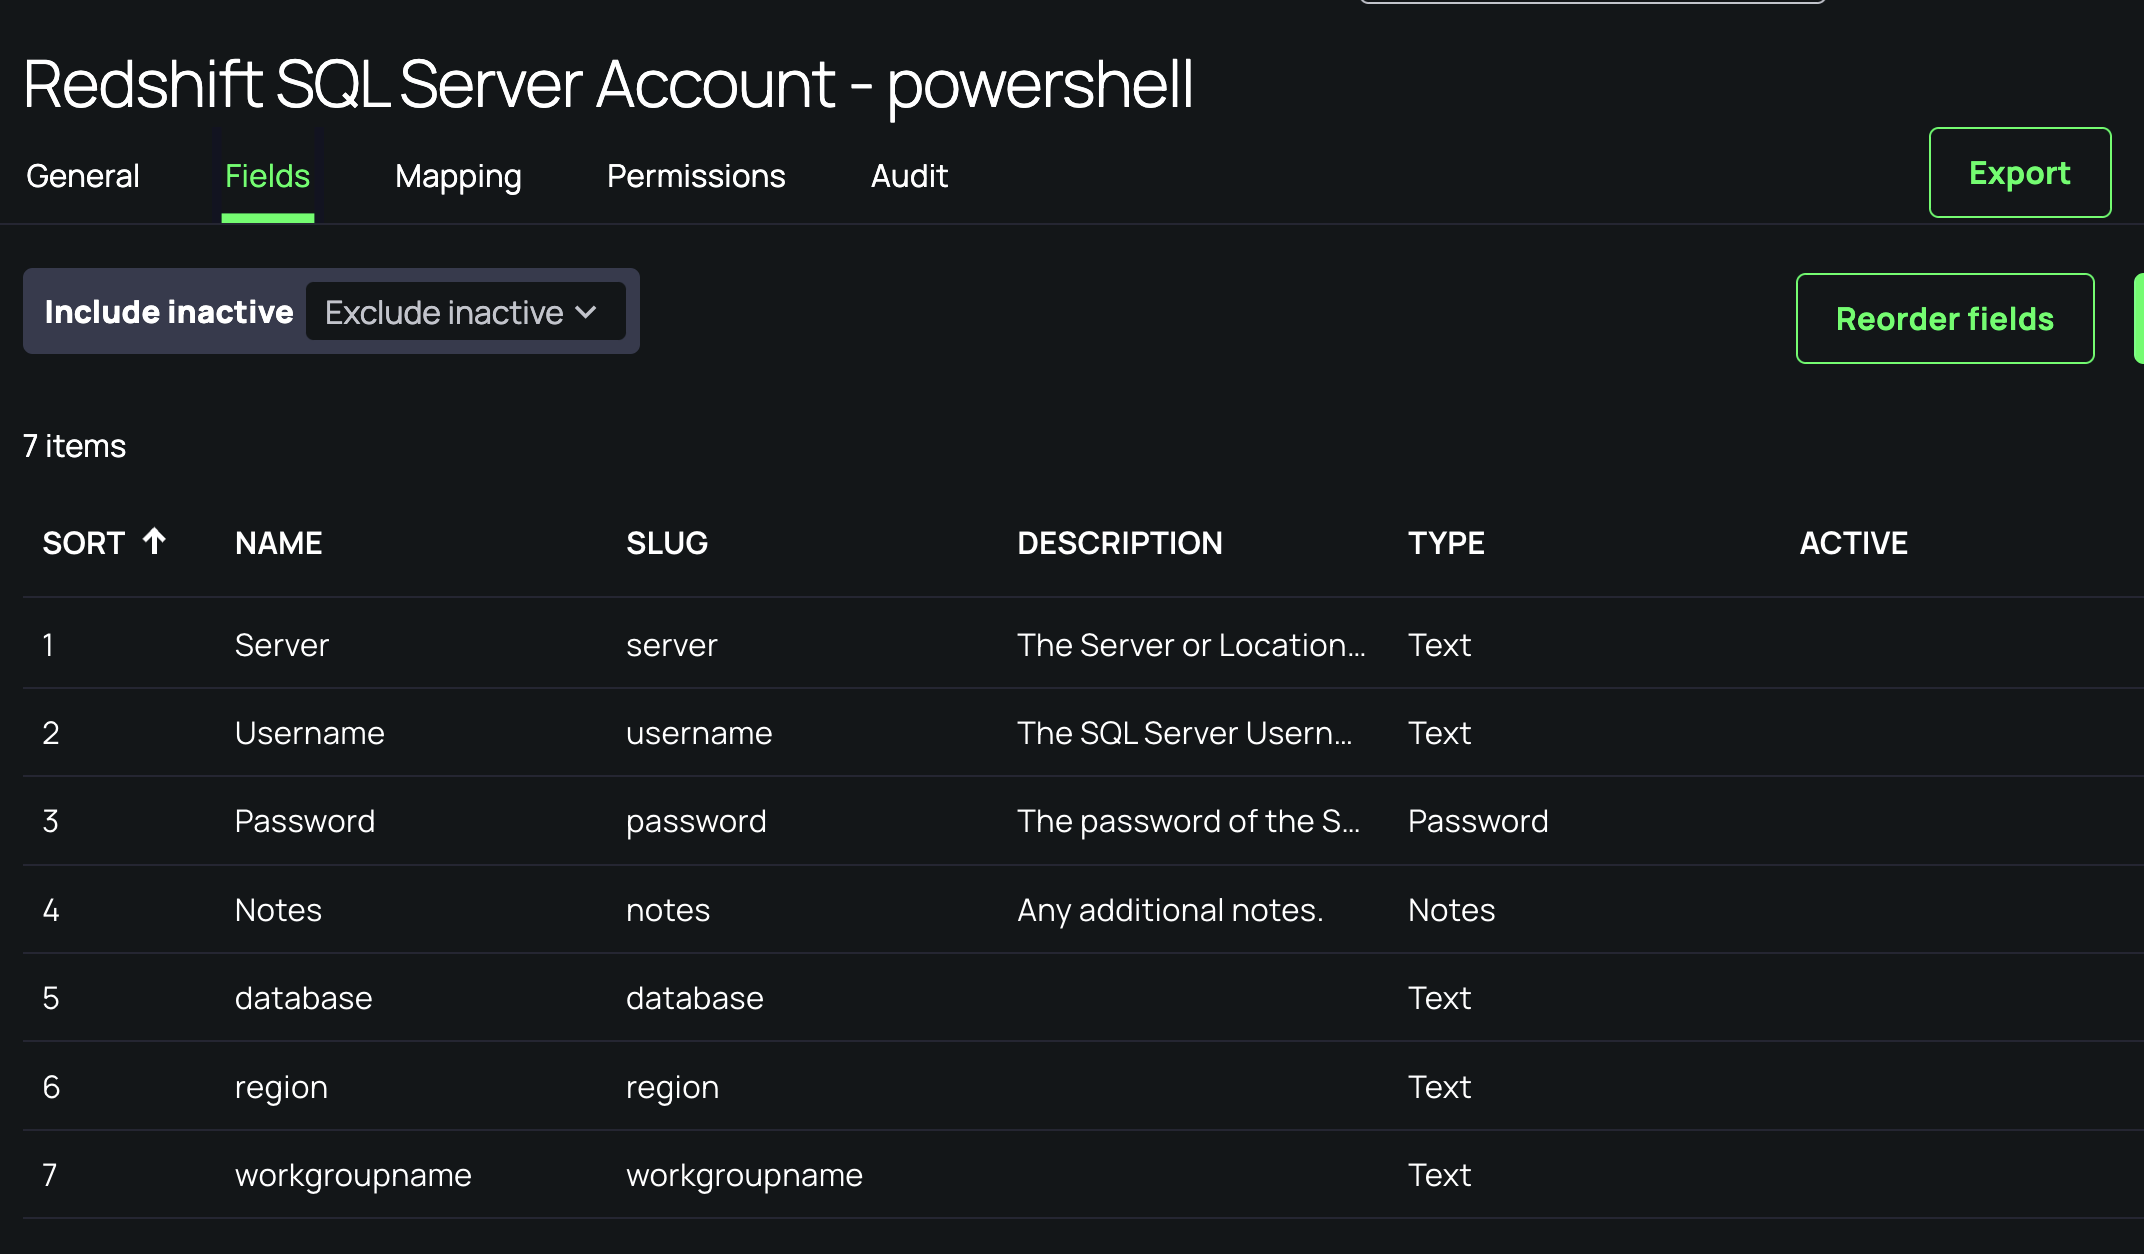 Redshift SQL Server Account - powershell
General Fields Mapping Permissions Audit
Export
Include inactive Exclude inactive
Reorder fields
7 items
SORT NAME SLUG DESCRIPTION TYPE ACTIVE
1 Server server The Server or Location... Text
2 Username username The SQL Server Usern... Text
3 Password password The password of the S... Password
4 Notes notes Any additional notes. Notes
5 database database Text
6 region region Text
7 workgroupname workgroupname Text